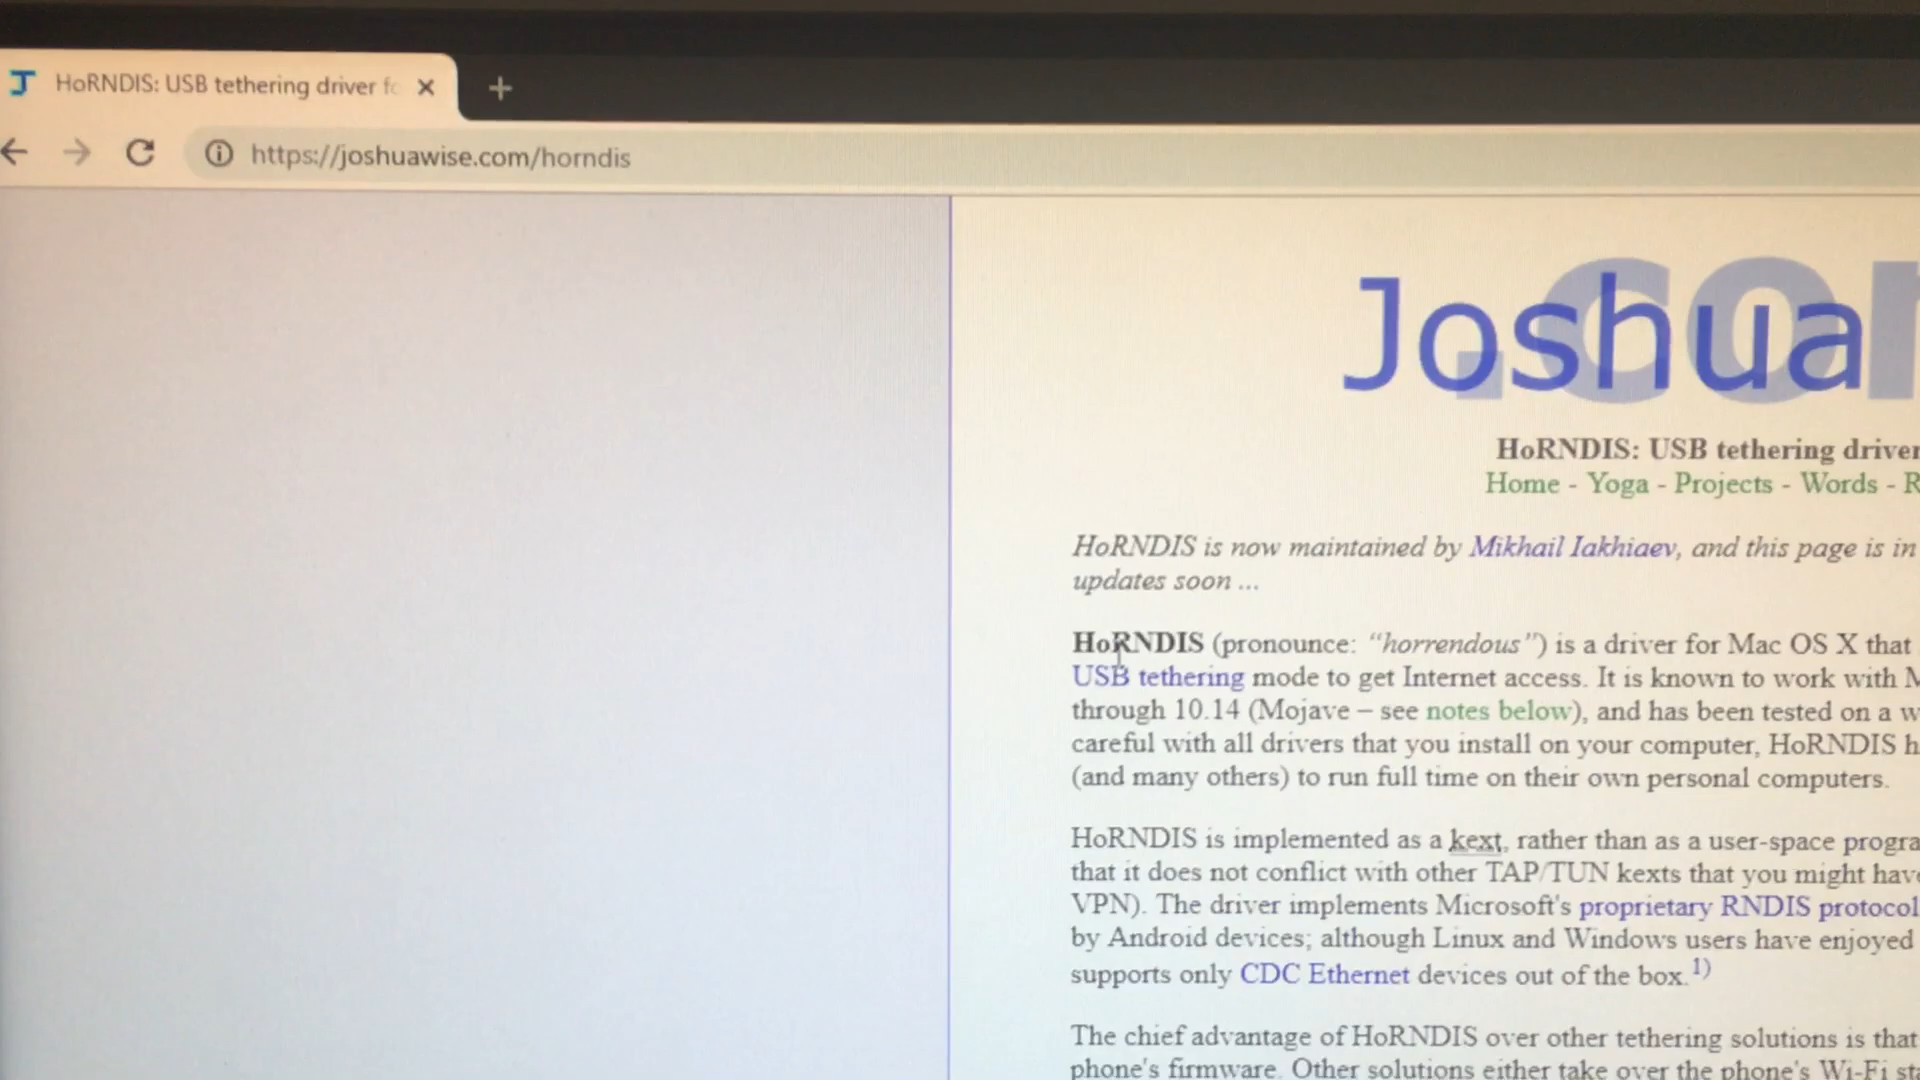 HoRNDIS: USB tethering driver
https://joshuawise.com/horndis
Joshua
.co
HoRNDIS: USB tethering driver
Home - Yoga - Projects - Words - R
HoRNDIS is now maintained by Mikhail Iakhiaev, and this page is in
updates soon ...
HoRNDIS (pronounce: “horrendous”) is a driver for Mac OS X that
USB tethering mode to get Internet access. It is known to work with M
through 10.14 (Mojave – see notes below), and has been tested on a w
careful with all drivers that you install on your computer, HoRNDIS h
(and many others) to run full time on their own personal computers.
HoRNDIS is implemented as a kext, rather than as a user-space progra
that it does not conflict with other TAP/TUN kexts that you might have
VPN). The driver implements Microsoft's proprietary RNDIS protocol
by Android devices; although Linux and Windows users have enjoyed
supports only CDC Ethernet devices out of the box.1)
The chief advantage of HoRNDIS over other tethering solutions is that
phone's firmware. Other solutions either take over the phone's Wi-Fi sta